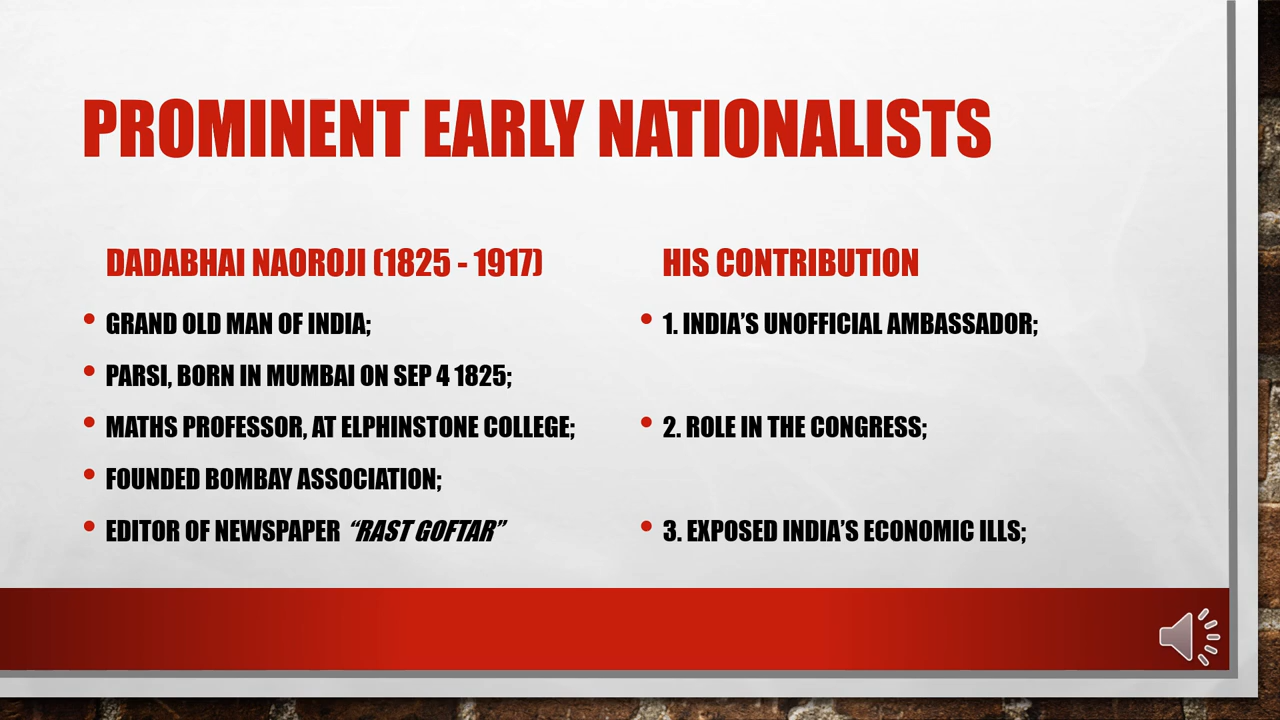 PROMINENT EARLY NATIONALISTS
DADABHAI NAOROJI (1825 - 1917)
• GRAND OLD MAN OF INDIA;
• PARSI, BORN IN MUMBAI ON SEP 4 1825;
• MATHS PROFESSOR, AT ELPHINSTONE COLLEGE;
• FOUNDED BOMBAY ASSOCIATION;
• EDITOR OF NEWSPAPER “RAST GOFTAR”
HIS CONTRIBUTION
• 1. INDIA’S UNOFFICIAL AMBASSADOR;
• 2. ROLE IN THE CONGRESS;
• 3. EXPOSED INDIA’S ECONOMIC ILLS;